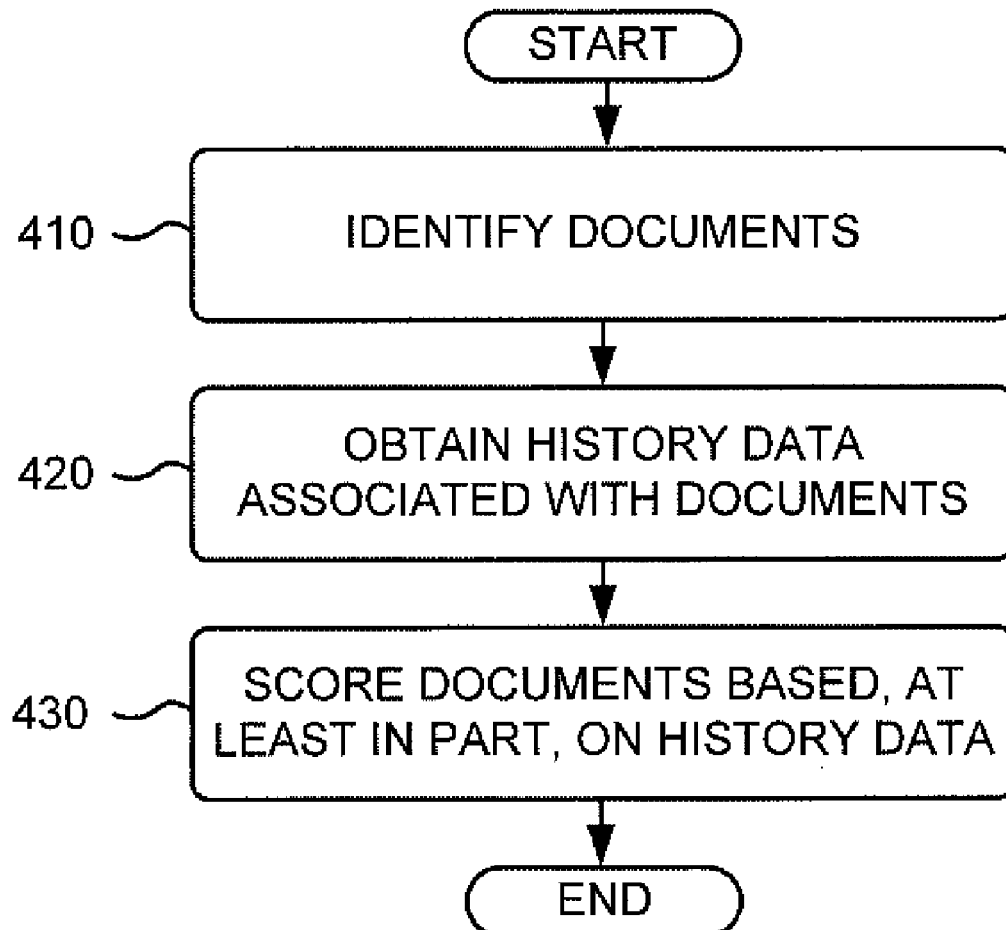 START
410
IDENTIFY DOCUMENTS
420
OBTAIN HISTORY DATA
ASSOCIATED WITH DOCUMENTS
430
SCORE DOCUMENTS BASED, AT
LEAST IN PART, ON HISTORY DATA
END